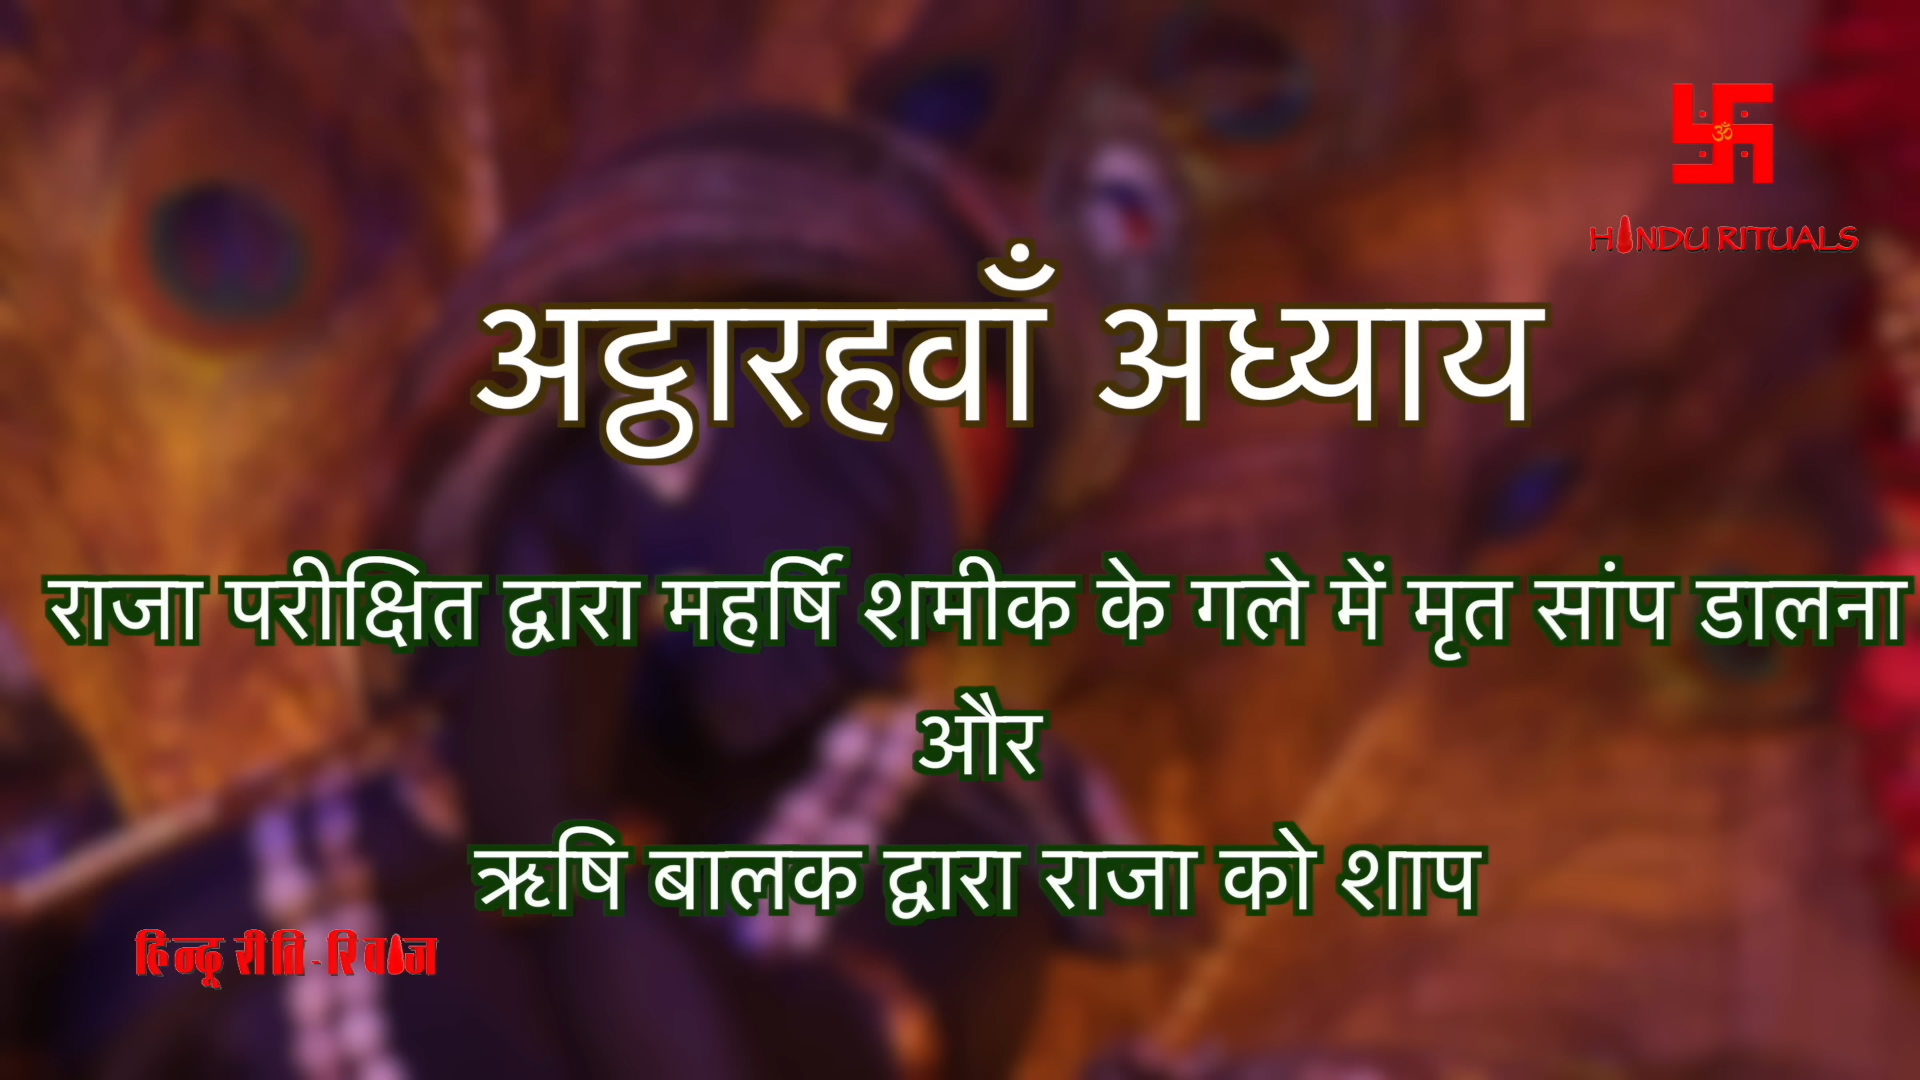 ॐ
HINDU RITUALS
अट्ठारहवाँ अध्याय
राजा परीक्षित द्वारा महर्षि शमीक के गले में मृत सांप डालना
और
ऋषि बालक द्वारा राजा को शाप
हिन्दू रीति-रिवाज